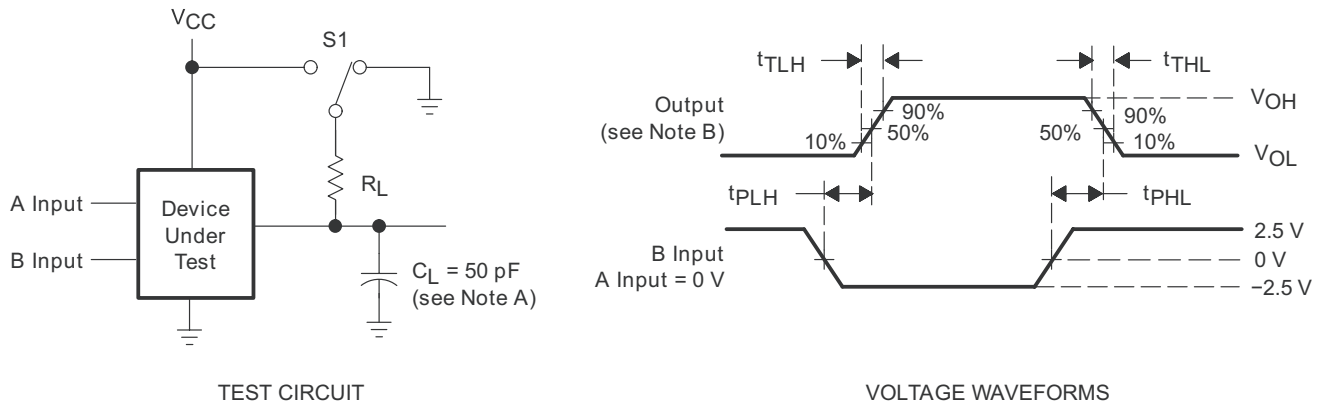 VCC
S1
RL
A Input
B Input
Device
Under
Test
CL = 50 pF
(see Note A)
TEST CIRCUIT
tTLH
tTHL
Output
(see Note B)
90%
50%
10%
50%
90%
10%
VOH
VOL
tPLH
tPHL
B Input
A Input = 0 V
2.5 V
0 V
−2.5 V
VOLTAGE WAVEFORMS